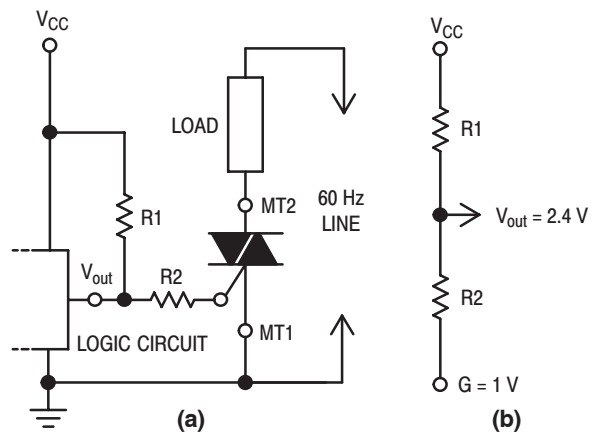 VCC
R1
LOAD
MT2
60 Hz
LINE
Vout
R2
MT1
LOGIC CIRCUIT
(a)
VCC
R1
Vout = 2.4 V
R2
G = 1 V
(b)